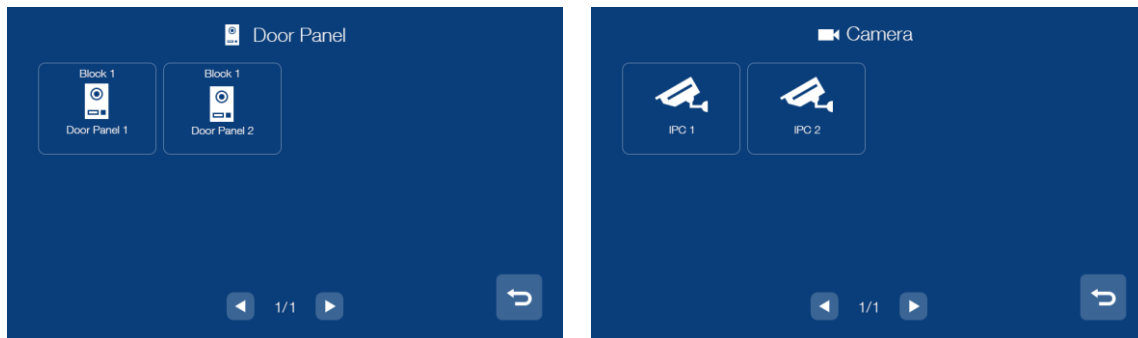 Door Panel
Block 1
Door Panel 1
Block 1
Door Panel 2
1/1
Camera
IPC 1
IPC 2
1/1